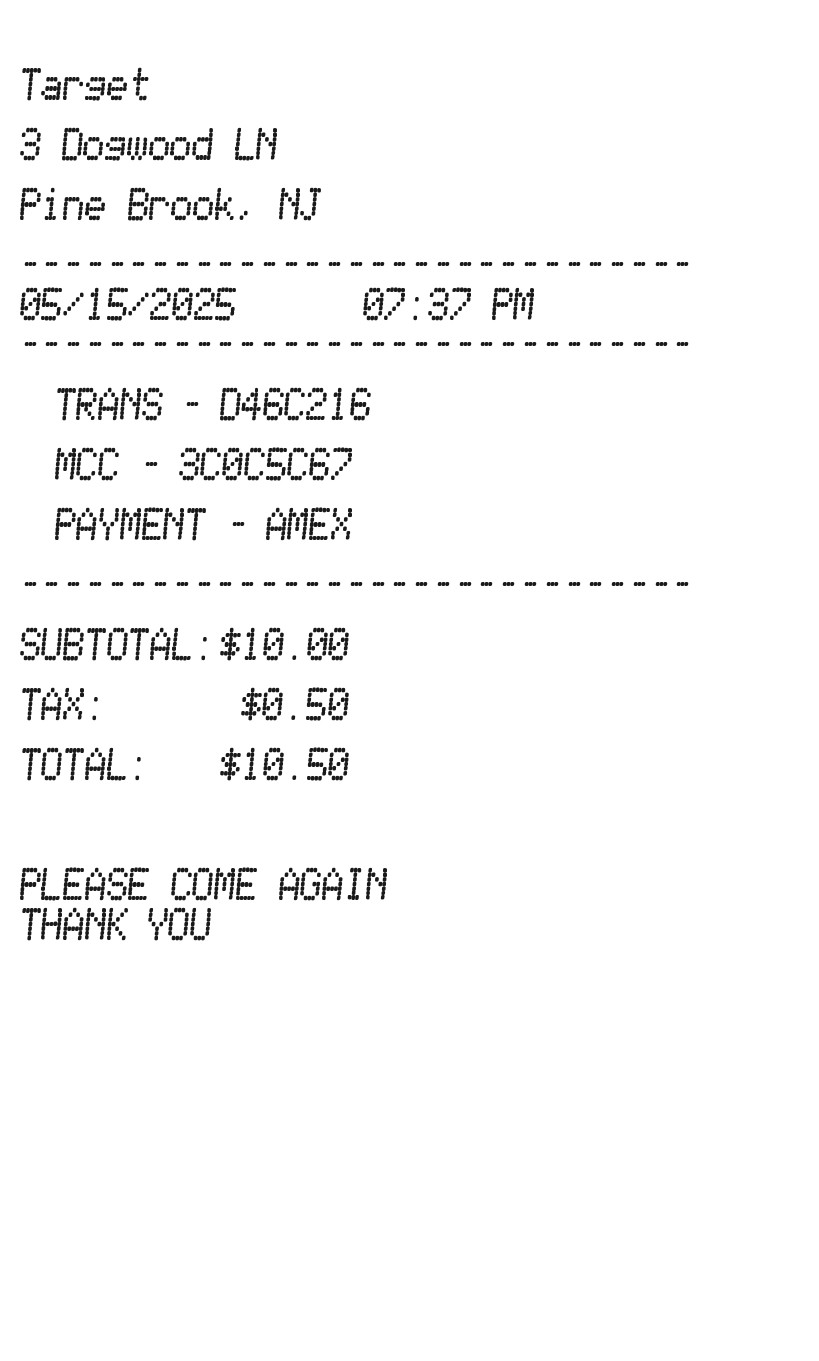 Target
3 Dogwood LN
Pine Brook, NJ
--------------------------------
05/15/2025 07:37 PM
--------------------------------
TRANS - D46C216
MCC - 3C0C5C67
PAYMENT - AMEX
--------------------------------
SUBTOTAL:$10.00
TAX: $0.50
TOTAL: $10.50
PLEASE COME AGAIN
THANK YOU